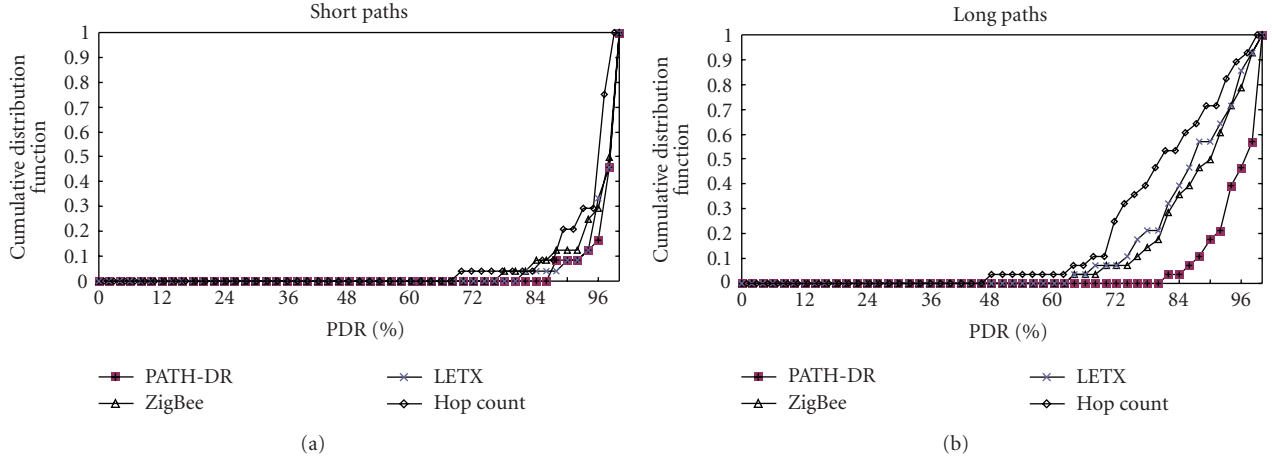 Short paths
1
0.9
0.8
0.7
0.6
0.5
0.4
0.3
0.2
0.1
0
Cumulative distribution
function
0 12 24 36 48 60 72 84 96
PDR (%)
PATH-DR
ZigBee
LETX
Hop count
(a)
Long paths
1
0.9
0.8
0.7
0.6
0.5
0.4
0.3
0.2
0.1
0
Cumulative distribution
function
0 12 24 36 48 60 72 84 96
PDR (%)
PATH-DR
ZigBee
LETX
Hop count
(b)